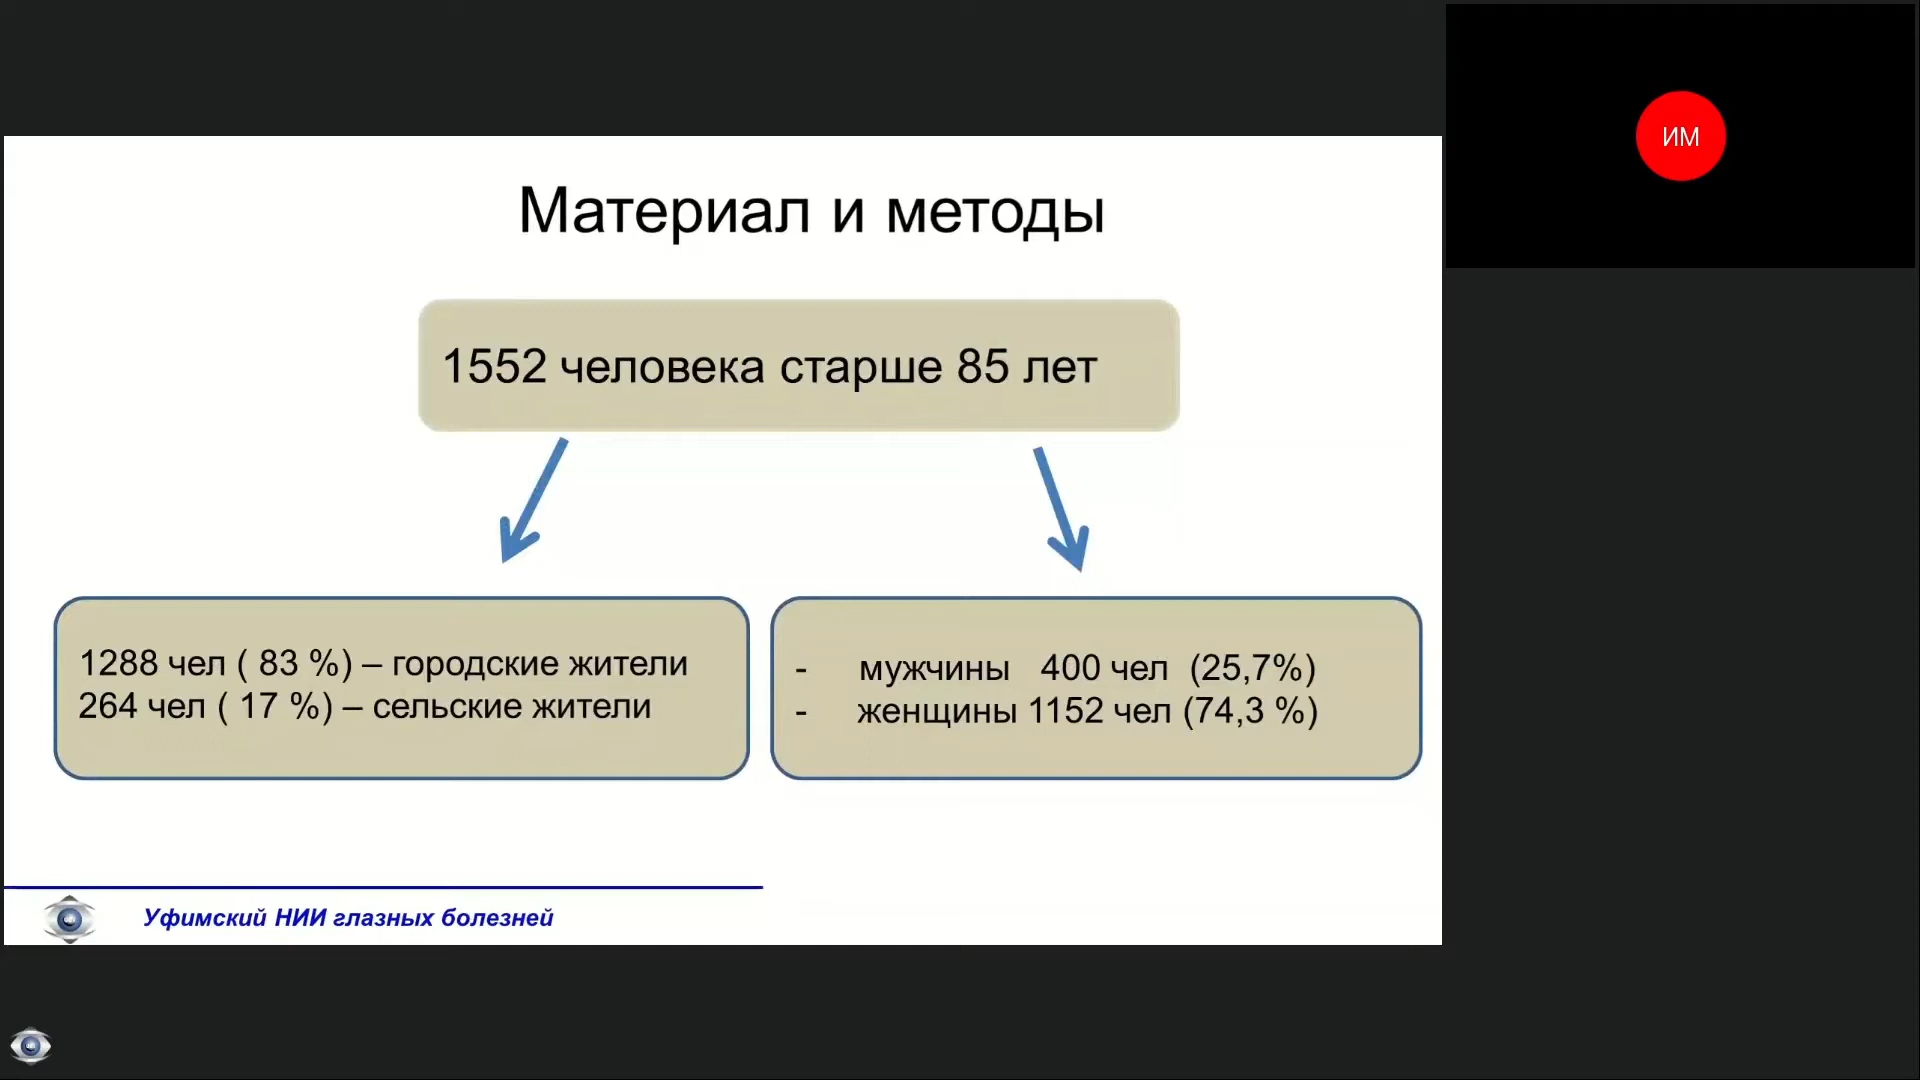 ИМ
Материал и методы
1552 человека старше 85 лет
1288 чел ( 83 %) – городские жители
264 чел ( 17 %) – сельские жители
- мужчины 400 чел (25,7%)
- женщины 1152 чел (74,3 %)
Уфимский НИИ глазных болезней